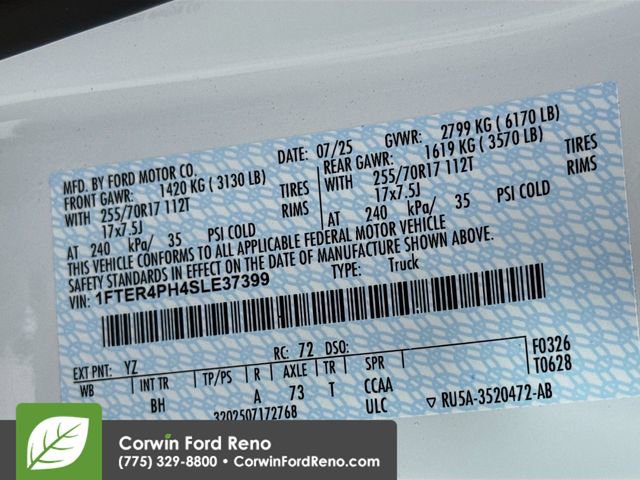 MFD. BY FORD MOTOR CO.
DATE: 07/25 GVWR: 2799 KG ( 6170 LB)
FRONT GAWR: 1420 KG ( 3130 LB)
REAR GAWR: 1619 KG ( 3570 LB)
WITH 255/70R17 112T TIRES
WITH 255/70R17 112T TIRES
17x7.5J RIMS
17x7.5J RIMS
AT 240 kPa/ 35 PSI COLD
AT 240 kPa/ 35 PSI COLD
THIS VEHICLE CONFORMS TO ALL APPLICABLE FEDERAL MOTOR VEHICLE
SAFETY STANDARDS IN EFFECT ON THE DATE OF MANUFACTURE SHOWN ABOVE.
VIN: 1FTER4PH4SLE37399 TYPE: Truck
EXT PNT: YZ RC: 72 DSO:
WB INT TR TP/PS R AXLE TR SPR
BH A 73 T CCAA
3202507172768 ULC
F0326
T0628
▽ RU5A-3520472-AB
Corwin Ford Reno
(775) 329-8800 • CorwinFordReno.com